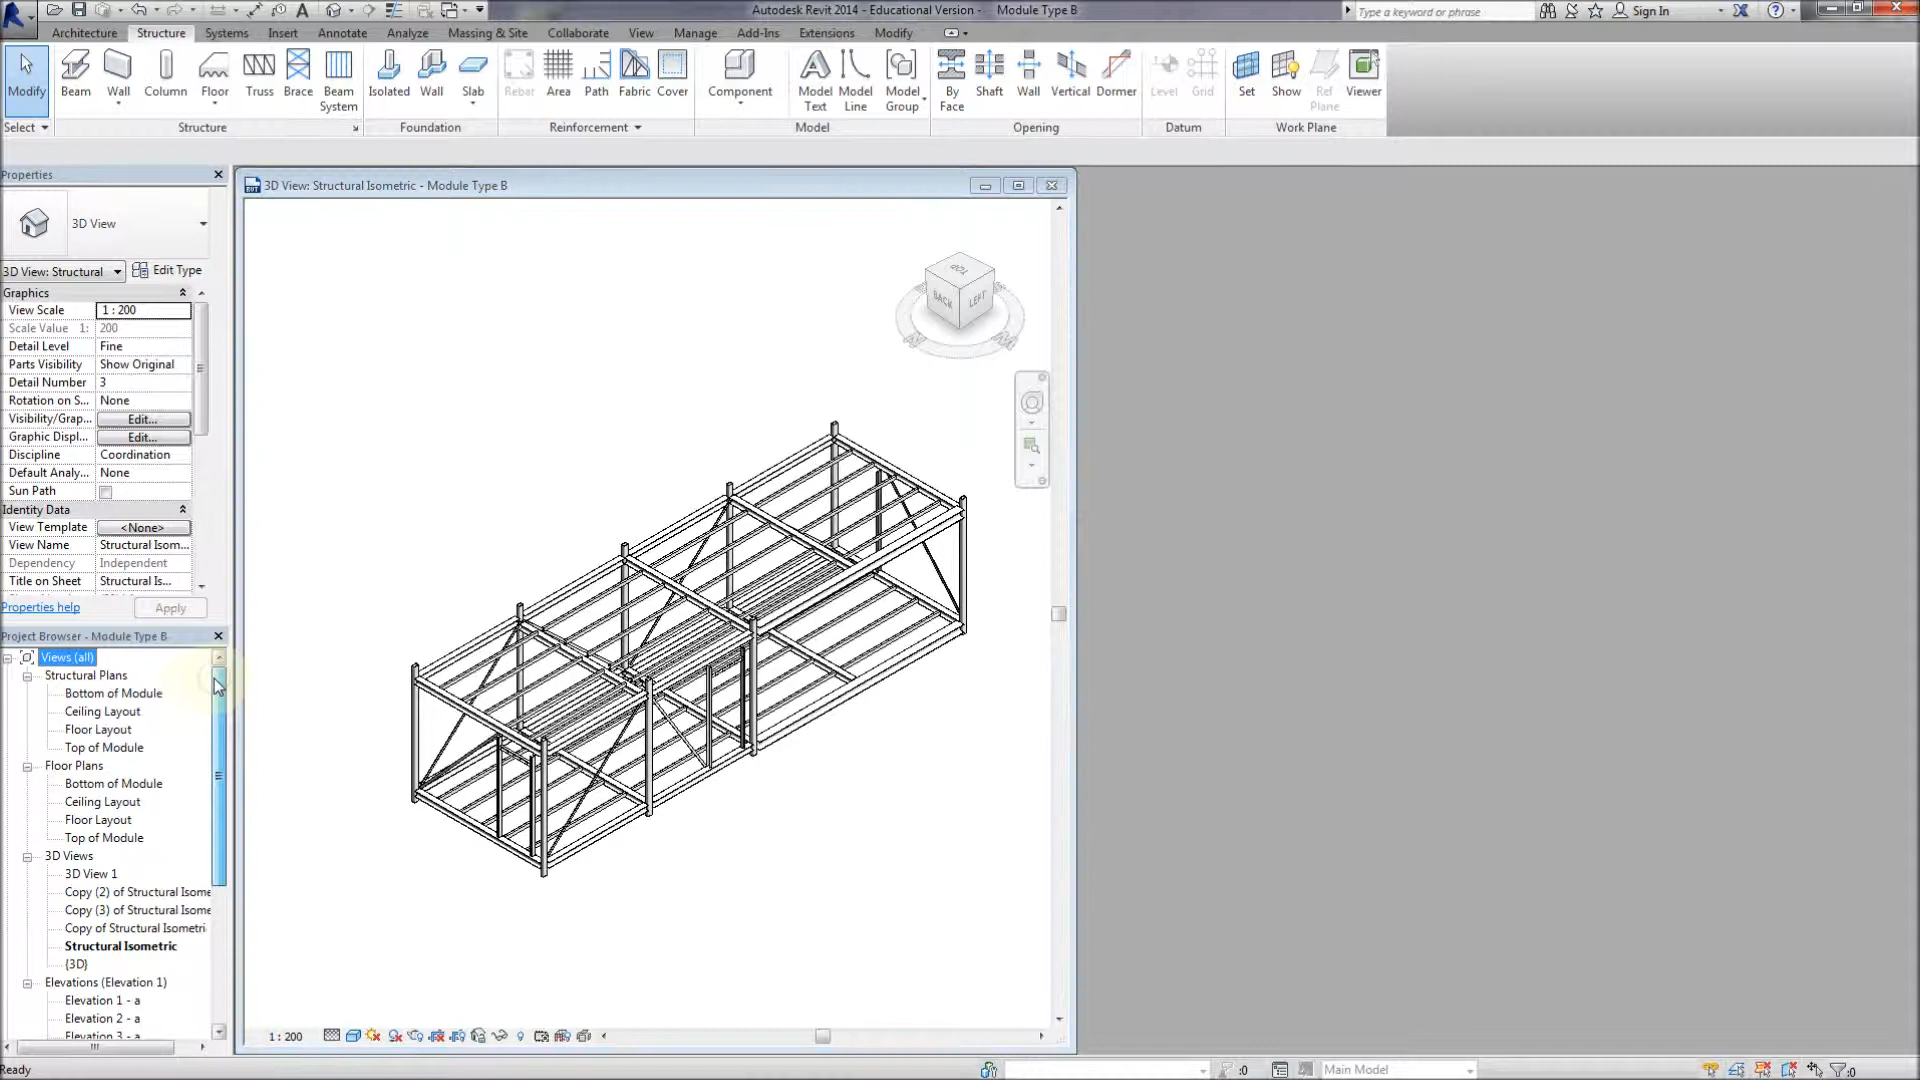 Autodesk Revit 2014 - Educational Version -    Module Type B
Type a keyword or phrase
Sign In
Architecture Structure Systems Insert Annotate Analyze Massing & Site Collaborate View Manage Add-Ins Extensions Modify
Modify Beam Wall Column Floor Truss Brace Beam System Isolated Wall Slab Rebar Area Path Fabric Cover Component Model Text Model Line Model Group By Face Shaft Wall Vertical Dormer Level Grid Set Show Ref Plane Viewer
Select Structure Foundation Reinforcement Model Opening Datum Work Plane
Properties
3D View: Structural Isometric - Module Type B
3D View
3D View: Structural Edit Type
Graphics
View Scale 1 : 200
Scale Value 1: 200
Detail Level Fine
Parts Visibility Show Original
Detail Number 3
Rotation on S... None
Visibility/Grap... Edit...
Graphic Displ... Edit...
Discipline Coordination
Default Analy... None
Sun Path
Identity Data
View Template <None>
View Name Structural Isom...
Dependency Independent
Title on Sheet Structural Is...
Properties help Apply
Project Browser - Module Type B
Views (all)
Structural Plans
Bottom of Module
Ceiling Layout
Floor Layout
Top of Module
Floor Plans
Bottom of Module
Ceiling Layout
Floor Layout
Top of Module
3D Views
3D View 1
Copy (2) of Structural Isome
Copy (3) of Structural Isome
Copy of Structural Isometri
Structural Isometric
{3D}
Elevations (Elevation 1)
Elevation 1 - a
Elevation 2 - a
Elevation 3 - a
TOP
BACK
LEFT
1 : 200
Ready
:0
Main Model
:0